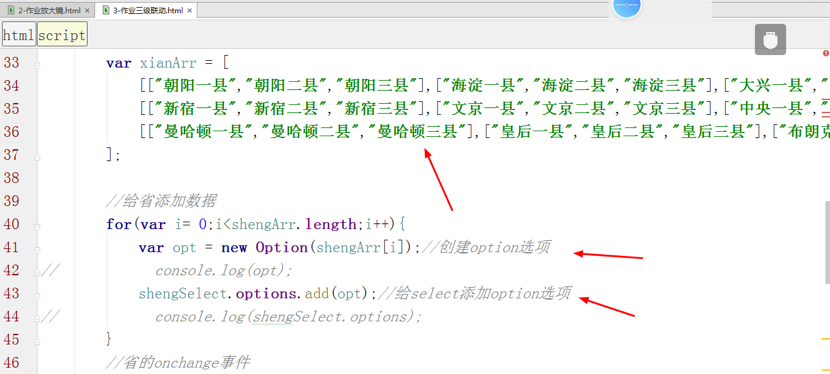 2-作业放大镜.html × 3-作业三级联动.html ×
html script
33 var xianArr = [
34 [["朝阳一县","朝阳二县","朝阳三县"],["海淀一县","海淀二县","海淀三县"],["大兴一县","
35 [["新宿一县","新宿二县","新宿三县"],["文京一县","文京二县","文京三县"],["中央一县","
36 [["曼哈顿一县","曼哈顿二县","曼哈顿三县"],["皇后一县","皇后二县","皇后三县"],["布朗克
37 ];
38
39 //给省添加数据
40 for(var i= 0;i<shengArr.length;i++){
41 var opt = new Option(shengArr[i]);//创建option选项
42 // console.log(opt);
43 shengSelect.options.add(opt);//给select添加option选项
44 // console.log(shengSelect.options);
45 }
46 //省的onchange事件